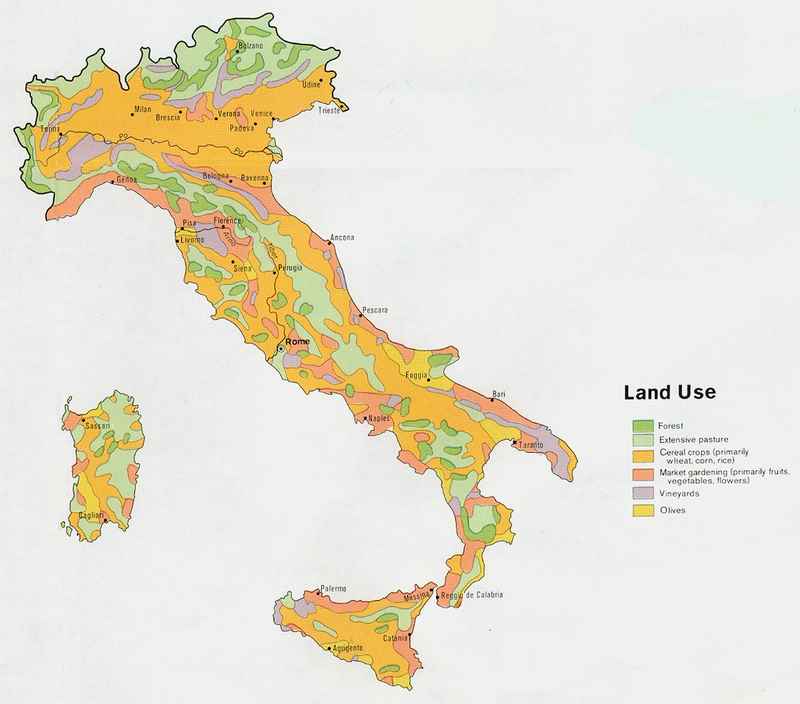 Bolzano
Udine
Milan
Brescia
Verona
Venice
Trieste
Padova
Torino
Po
Po
Genoa
Bologna
Ravenna
Pisa
Florence
Arno
Livorno
Ancona
Siena
Tiber
Perugia
Pescara
Rome
Foggia
Bari
Naples
Taranto
Sassari
Cagliari
Palermo
Messina
Reggio de Calabria
Catania
Agrigento
Land Use
Forest
Extensive pasture
Cereal crops (primarily
wheat, corn, rice)
Market gardening (primarily fruits,
vegetables, flowers)
Vineyards
Olives